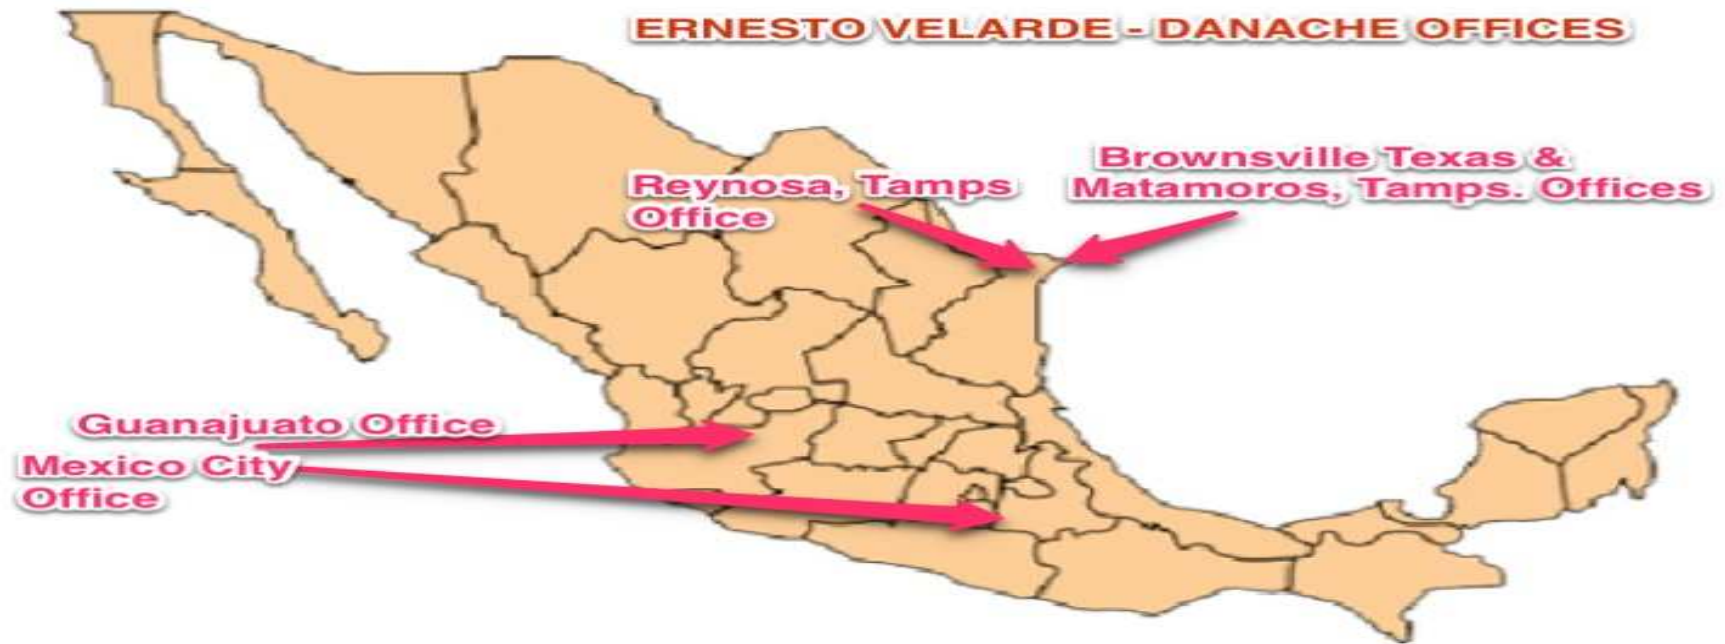 ERNESTO VELARDE - DANACHE OFFICES
Brownsville Texas &
Matamoros, Tamps. Offices
Reynosa, Tamps
Office
Guanajuato Office
Mexico City
Office